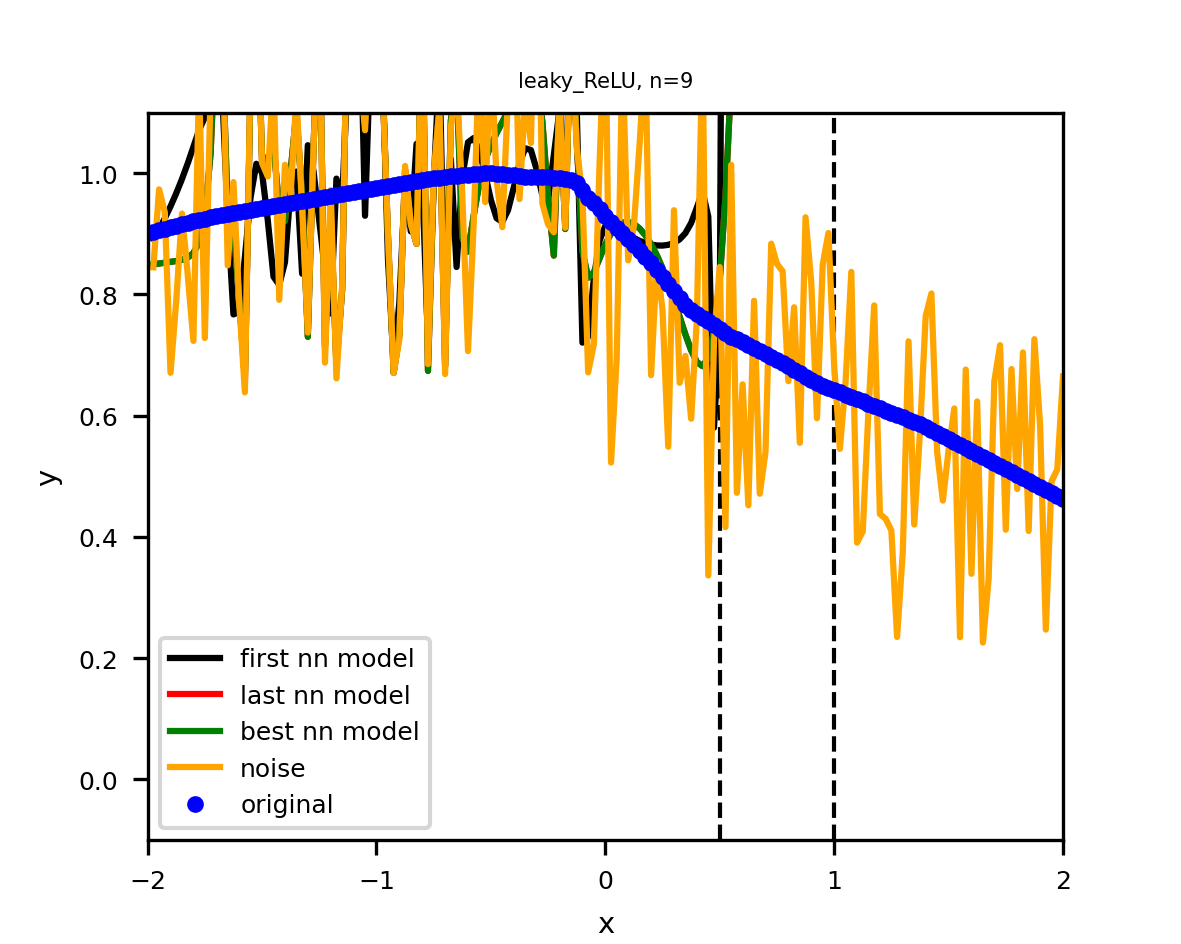 leaky_ReLU, n=9
1.0
0.8
0.6
0.4
0.2
0.0
y
first nn model
last nn model
best nn model
noise
original
−2
−1
0
1
2
x